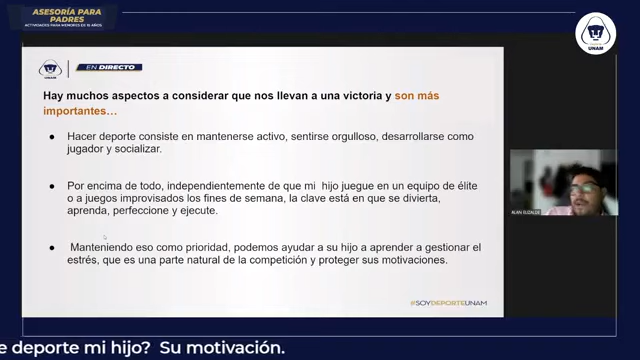 ASESORÍA PARA
PADRES
ACTIVIDADES PARA MENORES DE 15 AÑOS
UNAM
UNAM
EN DIRECTO
Hay muchos aspectos a considerar que nos llevan a una victoria y son más
importantes…
● Hacer deporte consiste en mantenerse activo, sentirse orgulloso, desarrollarse como
jugador y socializar.
● Por encima de todo, independientemente de que mi hijo juegue en un equipo de élite
o a juegos improvisados los fines de semana, la clave está en que se divierta,
aprenda, perfeccione y ejecute.
● Manteniendo eso como prioridad, podemos ayudar a su hijo a aprender a gestionar el
estrés, que es una parte natural de la competición y proteger sus motivaciones.
ALAN ELIZALDE
#SOYDEPORTEUNAM
e deporte mi hijo? Su motivación.